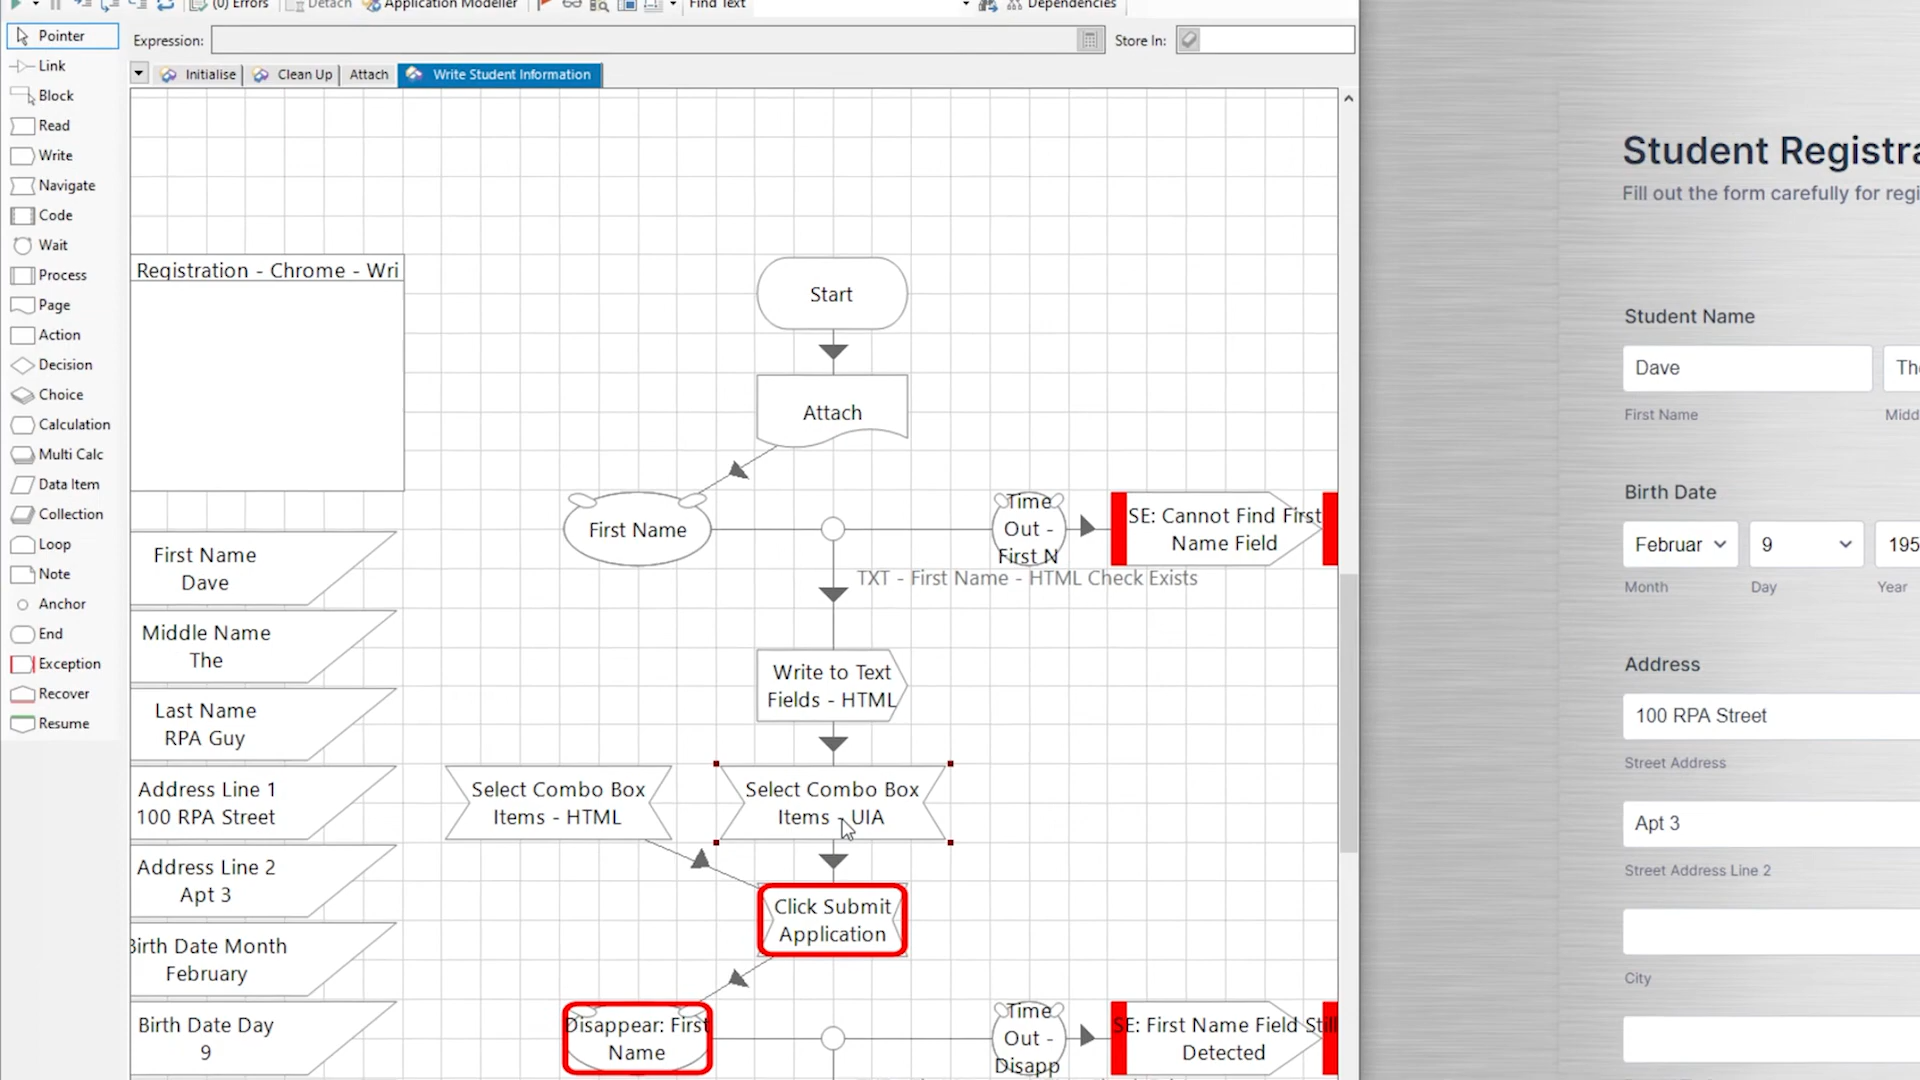 (0) Errors Detach Application Modeller Find Text Dependencies
Pointer
Expression: Store In:
Link
Initialise Clean Up Attach Write Student Information
Block
Read
Write
Navigate
Code
Wait
Process
Page
Action
Decision
Choice
Calculation
Multi Calc
Data Item
Collection
Loop
Note
Anchor
End
Exception
Recover
Resume
Registration - Chrome - Wri
Start
Attach
First Name
Time
Out -
First N
SE: Cannot Find First
Name Field
TXT - First Name - HTML Check Exists
First Name
Dave
Middle Name
The
Last Name
RPA Guy
Write to Text
Fields - HTML
Address Line 1
100 RPA Street
Select Combo Box
Items - HTML
Select Combo Box
Items - UIA
Address Line 2
Apt 3
Click Submit
Application
Birth Date Month
February
Birth Date Day
9
Disappear: First
Name
Time
Out -
Disapp
SE: First Name Field Still
Detected
Student Registra
Fill out the form carefully for regi
Student Name
Dave The
First Name Midd
Birth Date
Februar 9 195
Month Day Year
Address
100 RPA Street
Street Address
Apt 3
Street Address Line 2
City